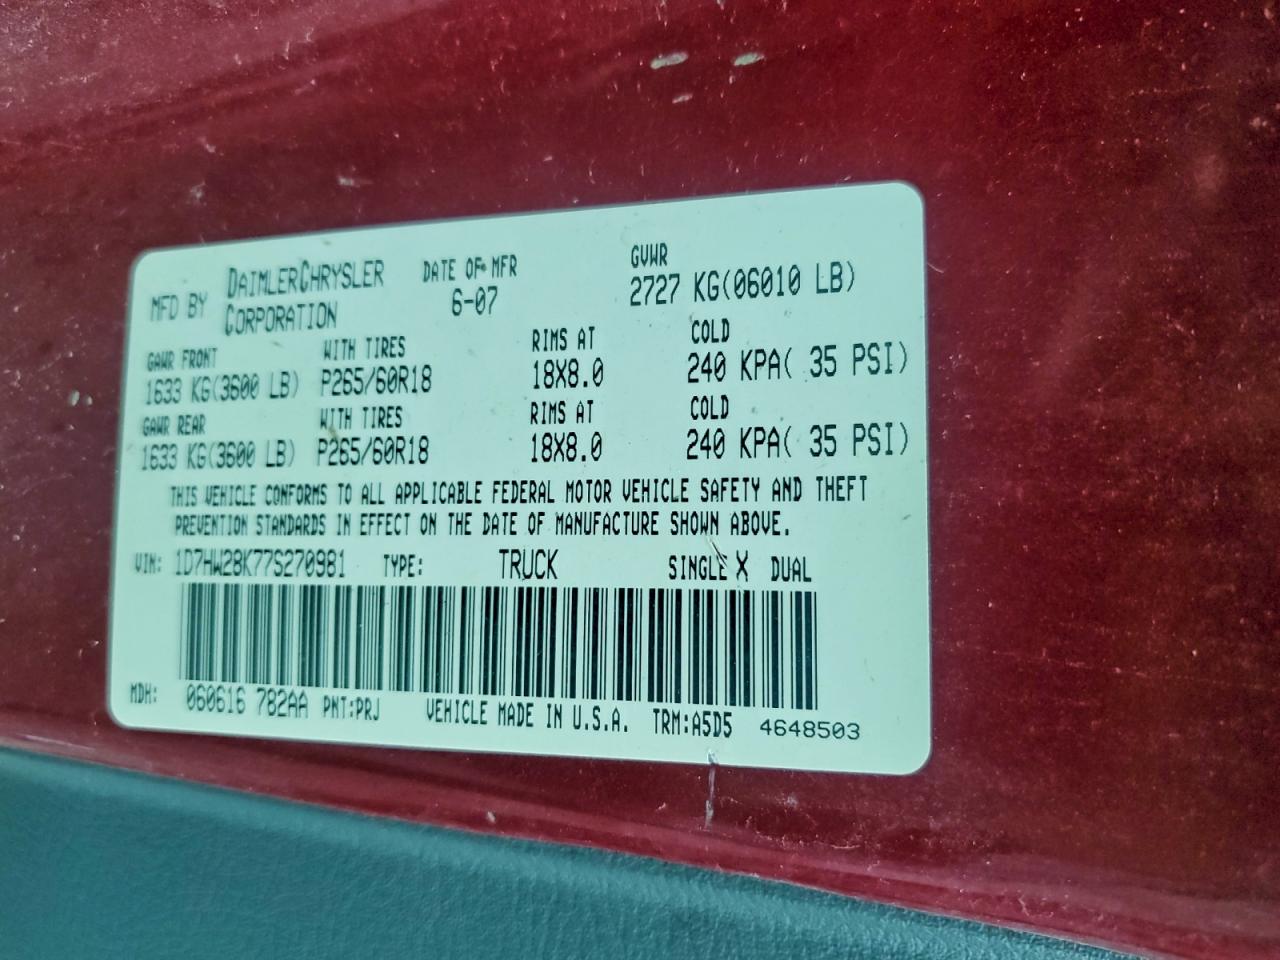 MFD BY DAIMLERCHRYSLER CORPORATION DATE OF MFR 6-07 GVWR 2727 KG(06010 LB)
GAWR FRONT WITH TIRES RIMS AT COLD
1633 KG(3600 LB) P265/60R18 18X8.0 240 KPA( 35 PSI)
GAWR REAR WITH TIRES RIMS AT COLD
1633 KG(3600 LB) P265/60R18 18X8.0 240 KPA( 35 PSI)
THIS VEHICLE CONFORMS TO ALL APPLICABLE FEDERAL MOTOR VEHICLE SAFETY AND THEFT
PREVENTION STANDARDS IN EFFECT ON THE DATE OF MANUFACTURE SHOWN ABOVE.
VIN: 1D7HW28K77S270981 TYPE: TRUCK SINGLE X DUAL
MDH: 060616 782AA PNT:PRJ VEHICLE MADE IN U.S.A. TRM:A5D5 4648503